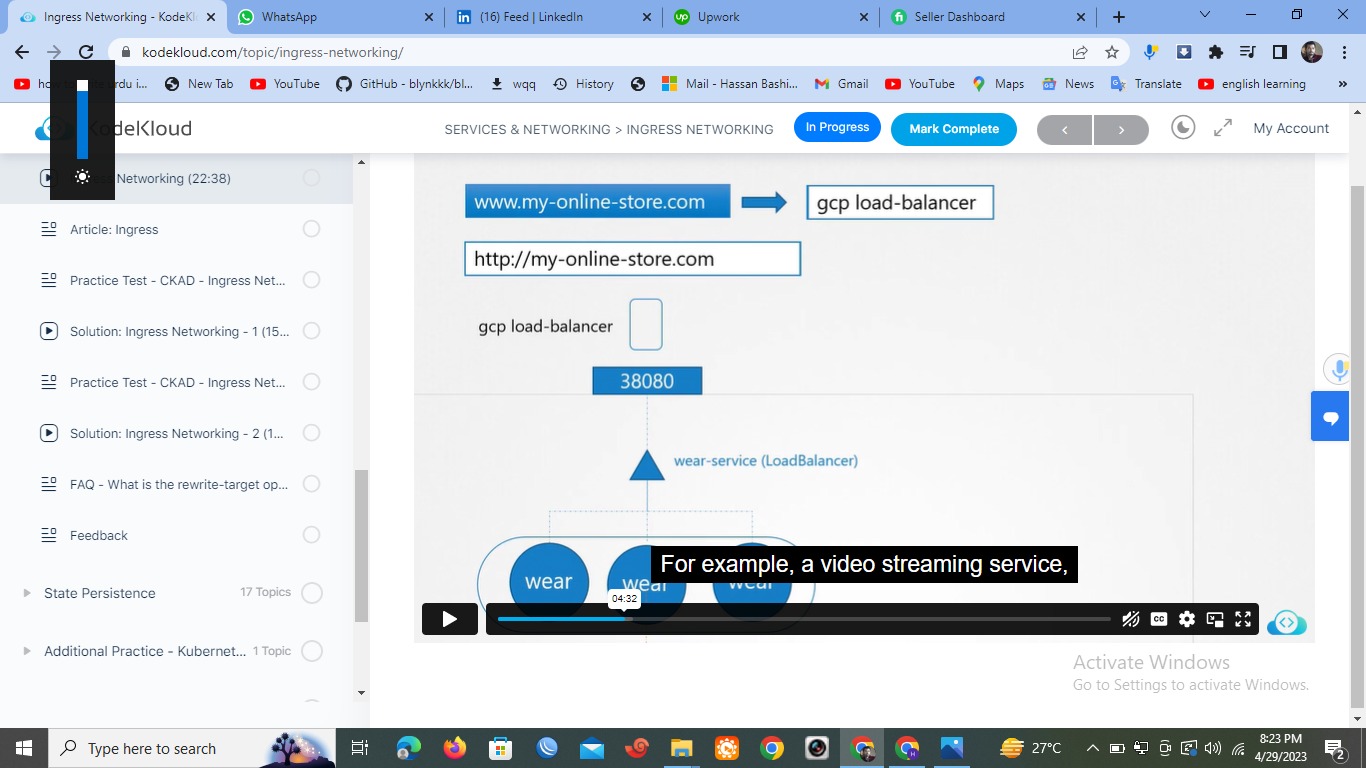 Ingress Networking - KodeKl
WhatsApp
(16) Feed | LinkedIn
Upwork
Seller Dashboard
kodekloud.com/topic/ingress-networking/
urdu i...
New Tab
YouTube
GitHub - blynkkk/bl...
wqq
History
Mail - Hassan Bashi...
Gmail
YouTube
Maps
News
Translate
english learning
»
KodeKloud
SERVICES & NETWORKING > INGRESS NETWORKING
In Progress
Mark Complete
<
>
My Account
Networking (22:38)
Article: Ingress
Practice Test - CKAD - Ingress Net...
Solution: Ingress Networking - 1 (15...
Practice Test - CKAD - Ingress Net...
Solution: Ingress Networking - 2 (1...
FAQ - What is the rewrite-target op...
Feedback
State Persistence
17 Topics
Additional Practice - Kubernet...
1 Topic
www.my-online-store.com
gcp load-balancer
http://my-online-store.com
gcp load-balancer
38080
wear-service (LoadBalancer)
wear
wear
wear
For example, a video streaming service,
04:32
CC
Activate Windows
Go to Settings to activate Windows.
Type here to search
27°C
8:23 PM
4/29/2023
2